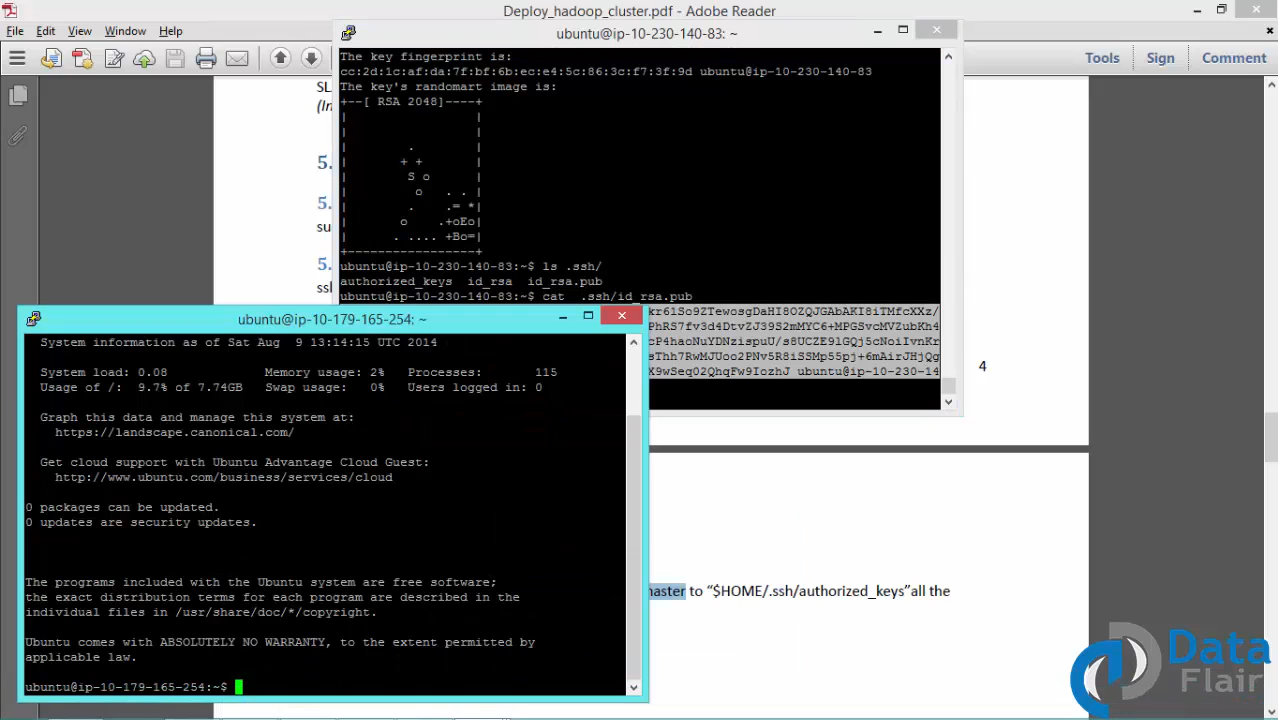 Deploy_hadoop_cluster.pdf - Adobe Reader
File Edit View Window Help
Tools Sign Comment
ubuntu@ip-10-230-140-83: ~
The key fingerprint is:
cc:2d:1c:af:da:7f:bf:6b:ec:e4:5c:86:3c:f7:3f:9d ubuntu@ip-10-230-140-83
The key's randomart image is:
+--[ RSA 2048]----+
|                 |
|                 |
|        .        |
|       + +       |
|        S o      |
|         o   . . |
|        .    .= *|
|       o    .+oEo|
|      . .... +Bo=|
+-----------------+
ubuntu@ip-10-230-140-83:~$ ls .ssh/
authorized_keys  id_rsa  id_rsa.pub
ubuntu@ip-10-230-140-83:~$ cat  .ssh/id_rsa.pub
kr6lSo9ZTewosgDaHI8OZQJGAbAKI8iTMfcXXz/
PhRS7fv3d4DtvZJ39S2mMYC6+MPGSvcMVZubKh4
cP4haoNuYDNzispuU/s8UCZE9lGQj5cNoiIvnKr
sThh7RwMJUoo2PNv5R8iSSMp55pj+6mAirJHjQg
X9wSeq02QhqFw9IozhJ ubuntu@ip-10-230-14
SL
(In
5.
5.
su
5.
ssh
4
ubuntu@ip-10-179-165-254: ~
System information as of Sat Aug  9 13:14:15 UTC 2014
System load: 0.08 Memory usage: 2% Processes: 115
Usage of /: 9.7% of 7.74GB Swap usage: 0% Users logged in: 0
Graph this data and manage this system at:
https://landscape.canonical.com/
Get cloud support with Ubuntu Advantage Cloud Guest:
http://www.ubuntu.com/business/services/cloud
0 packages can be updated.
0 updates are security updates.
The programs included with the Ubuntu system are free software;
the exact distribution terms for each program are described in the
individual files in /usr/share/doc/*/copyright.
Ubuntu comes with ABSOLUTELY NO WARRANTY, to the extent permitted by
applicable law.
ubuntu@ip-10-179-165-254:~$
master to “$HOME/.ssh/authorized_keys”all the
Data
Flair